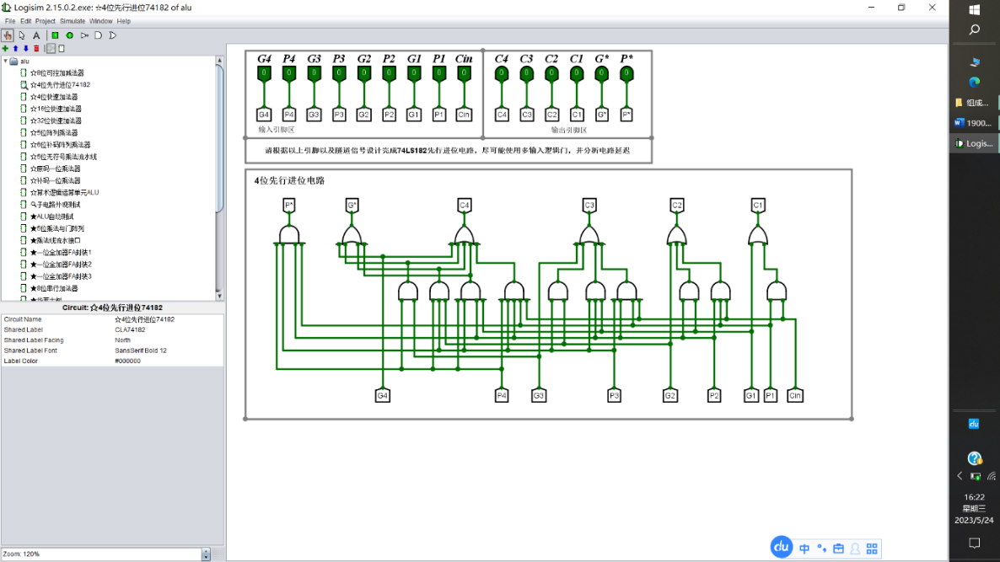 Logisim 2.15.0.2.exe: ☆4位先行进位74182 of alu
File Edit Project Simulate Window Help
alu
☆8位可控加减法器
☆4位先行进位74182
☆4位快速加法器
☆16位快速加法器
☆32位快速加法器
☆5位阵列乘法器
☆6位补码阵列乘法器
☆5位无符号乘法流水线
☆原码一位乘法器
☆补码一位乘法器
☆算术逻辑运算单元ALU
子电路外观测试
★ALU自动测试
★5位乘法与门阵列
★乘法线流水接口
★一位全加器FA封装1
★一位全加器FA封装2
★一位全加器FA封装3
★8位串行加法器
Circuit: ☆4位先行进位74182
Circuit Name ☆4位先行进位74182
Shared Label CLA74182
Shared Label Facing North
Shared Label Font SansSerif Bold 12
Label Color #000000
Zoom: 120%
G4 P4 G3 P3 G2 P2 G1 P1 Cin C4 C3 C2 C1 G* P*
0 0 0 0 0 0 0 0 0 0 0 0 0 0 0
G4 P4 G3 P3 G2 P2 G1 P1 Cin C4 C3 C2 C1 G* P*
输入引脚区 输出引脚区
请根据以上引脚以及隧道信号设计完成74LS182先行进位电路，尽可能使用多输入逻辑门，并分析电路延迟
4位先行进位电路
P* G* C4 C3 C2 C1
G4 P4 G3 P3 G2 P2 G1 P1 Cin
组成...
1900...
Logis...
16:22
星期三
2023/5/24
du 中